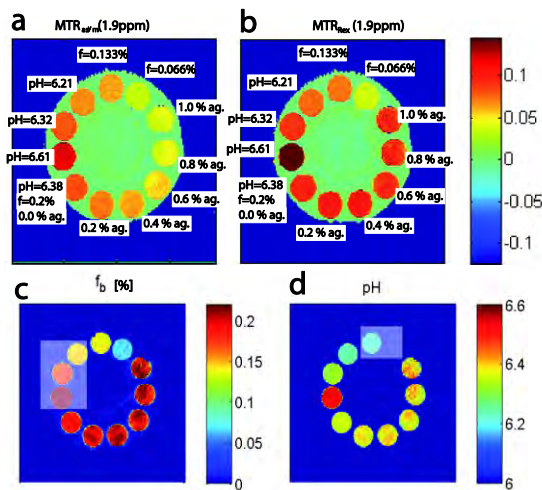 a MTRasym(1.9ppm)
f=0.133%
f=0.066%
pH=6.21
1.0 % ag.
pH=6.32
pH=6.61
0.8 % ag.
pH=6.38
f=0.2%
0.0 % ag.
0.6 % ag.
0.2 % ag.
0.4 % ag.
b MTRRex (1.9ppm)
f=0.133%
f=0.066%
pH=6.21
1.0 % ag.
pH=6.32
pH=6.61
0.8 % ag.
pH=6.38
f=0.2%
0.0 % ag.
0.6 % ag.
0.2 % ag.
0.4 % ag.
0.1
0.05
0
-0.05
-0.1
c fb [%]
0.2
0.15
0.1
0.05
0
d pH
6.6
6.4
6.2
6